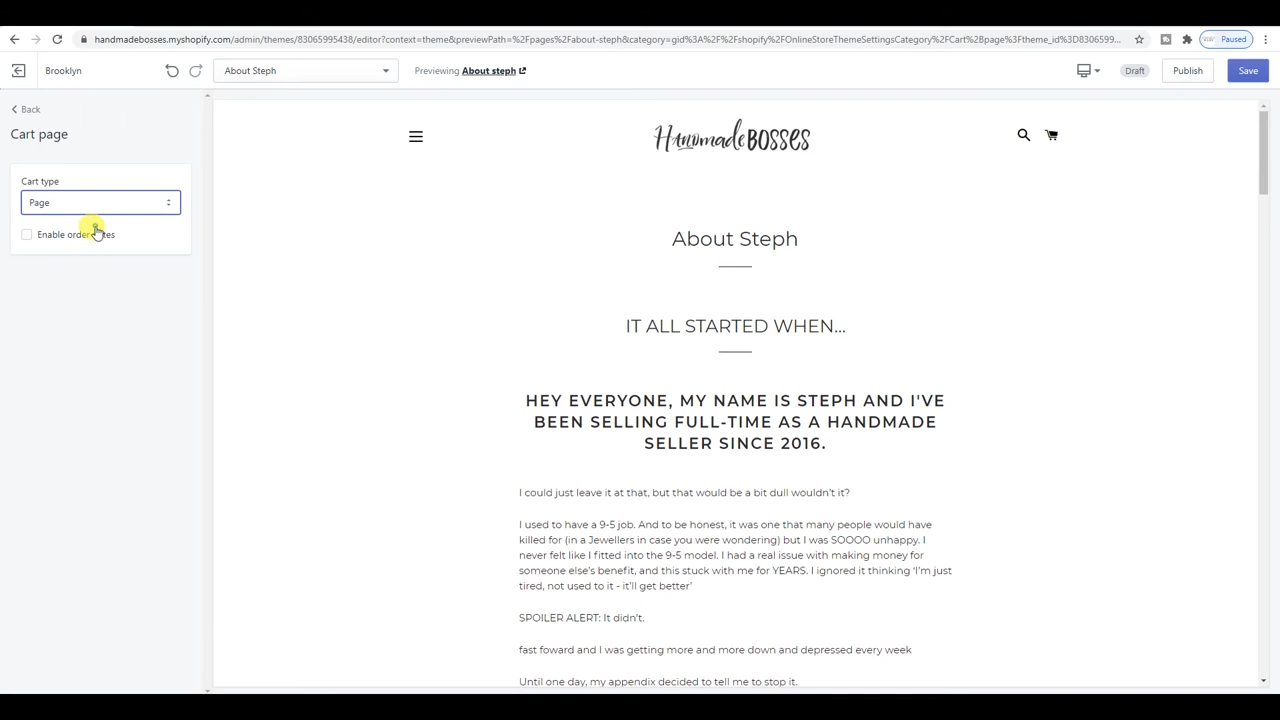 handmadebosses.myshopify.com/admin/themes/83065995438/editor?context=theme&previewPath=%2Fpages%2Fabout-steph&category=gid%3A%2F%2Fshopify%2FOnlineStoreThemeSettingsCategory%2FCart%2Bpage%3Ftheme_id%3D8306599...
Paused
Brooklyn
About Steph
Previewing About steph
Draft
Publish
Save
Back
Cart page
Cart type
Page
Enable order
HandmadeBOSSES
About Steph
IT ALL STARTED WHEN...
HEY EVERYONE, MY NAME IS STEPH AND I'VE
BEEN SELLING FULL-TIME AS A HANDMADE
SELLER SINCE 2016.
I could just leave it at that, but that would be a bit dull wouldn't it?
I used to have a 9-5 job. And to be honest, it was one that many people would have
killed for (in a Jewellers in case you were wondering) but I was SOOOO unhappy. I
never felt like I fitted into the 9-5 model. I had a real issue with making money for
someone else's benefit, and this stuck with me for YEARS. I ignored it thinking 'I'm just
tired, not used to it - it'll get better'
SPOILER ALERT: It didn't.
fast foward and I was getting more and more down and depressed every week
Until one day, my appendix decided to tell me to stop it.